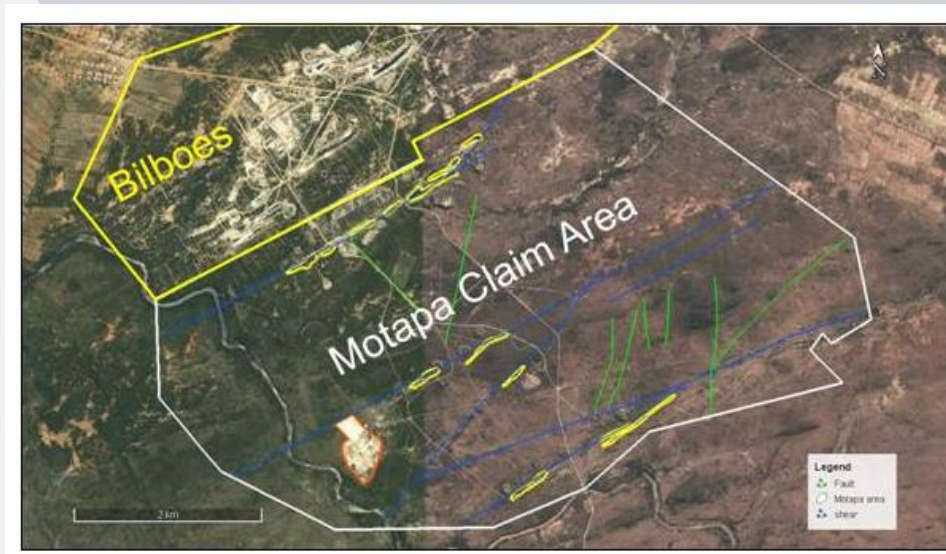 N
Bilboes
Motapa Claim Area
2 km
Legend
Fault
Motapa area
shear